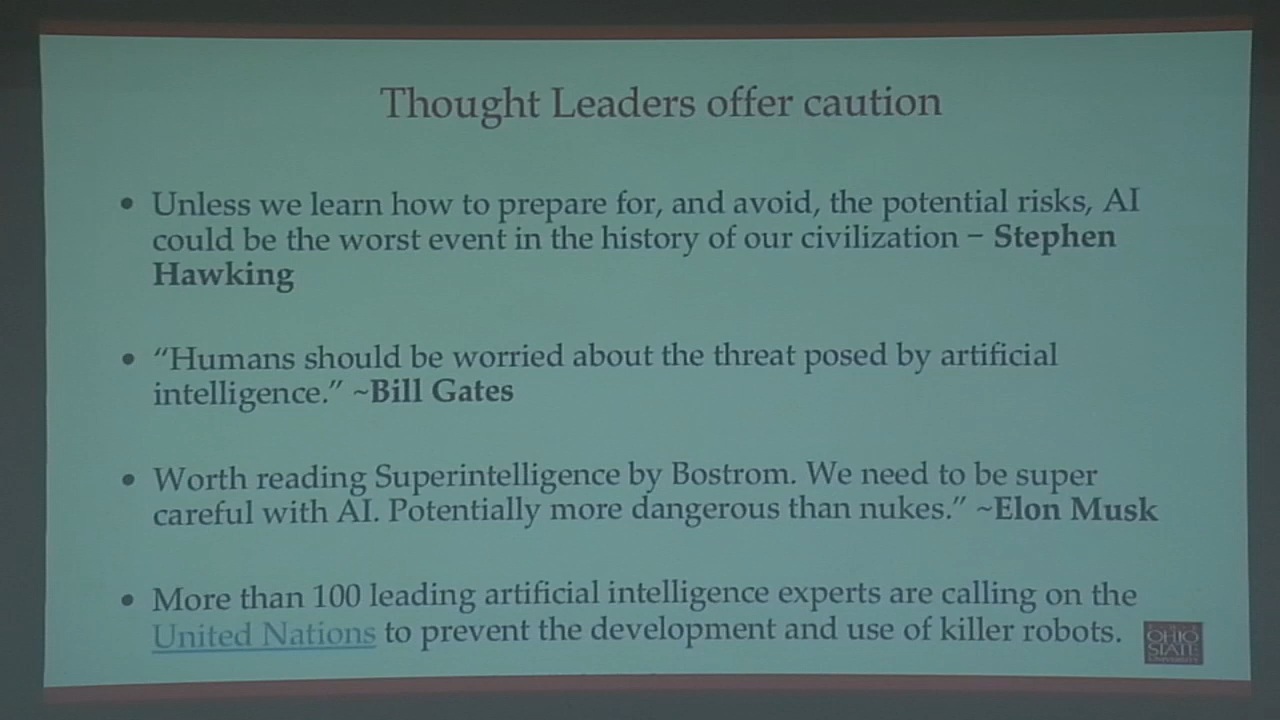 Thought Leaders offer caution
• Unless we learn how to prepare for, and avoid, the potential risks, AI
could be the worst event in the history of our civilization – Stephen
Hawking
• “Humans should be worried about the threat posed by artificial
intelligence.” ~Bill Gates
• Worth reading Superintelligence by Bostrom. We need to be super
careful with AI. Potentially more dangerous than nukes.” ~Elon Musk
• More than 100 leading artificial intelligence experts are calling on the
United Nations to prevent the development and use of killer robots.
OHIO
STATE
UNIVERSITY